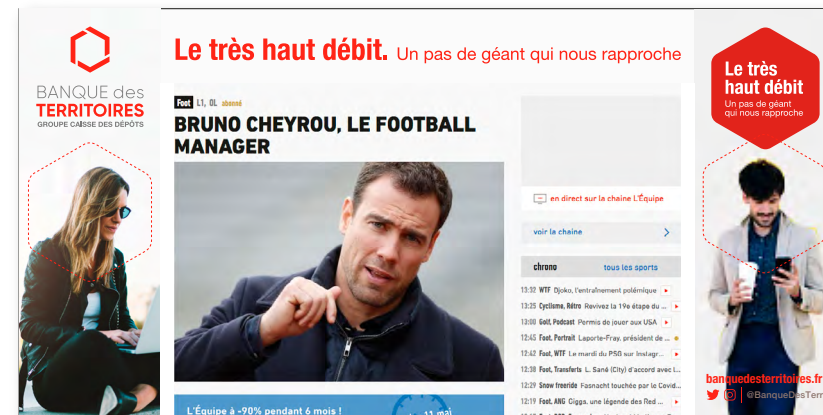 BANQUE des
TERRITOIRES
GROUPE CAISSE DES DÉPÔTS
Le très haut débit. Un pas de géant qui nous rapproche
Foot L1, OL abonné
BRUNO CHEYROU, LE FOOTBALL
MANAGER
L'Équipe à -90% pendant 6 mois !
11 mai
en direct sur la chaine L'Équipe
voir la chaine
chrono tous les sports
13:32 WTF Djoko, l'entraînement polémique
13:25 Cyclisme, Rétro Revivez la 19e étape du ...
13:00 Golf, Podcast Permis de jouer aux USA
12:45 Foot, Portrait Laporte-Fray, président de ...
12:42 Foot, WTF Le mardi du PSG sur Instagr...
12:38 Foot, Transferts L. Sané (City) d'accord avec l...
12:29 Snow freeride Fasnacht touchée par le Covid...
12:19 Foot, ANG Giggs, une légende des Red ...
Le très
haut débit
Un pas de géant
qui nous rapproche
banquedesterritoires.fr
@BanqueDesTerr